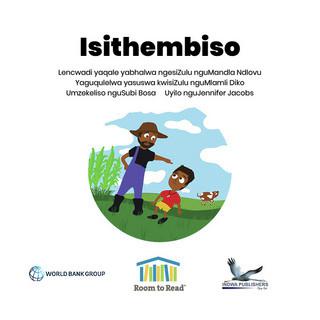 Isithembiso
Lencwadi yaqale yabhalwa ngesiZulu nguMandla Ndlovu
Yaguqulelwa yasuswa kwisiZulu nguMlamli Diko
Umzekeliso nguSubi Bosa Uyilo nguJennifer Jacobs
WORLD BANK GROUP
Room to Read
INDWA PUBLISHERS